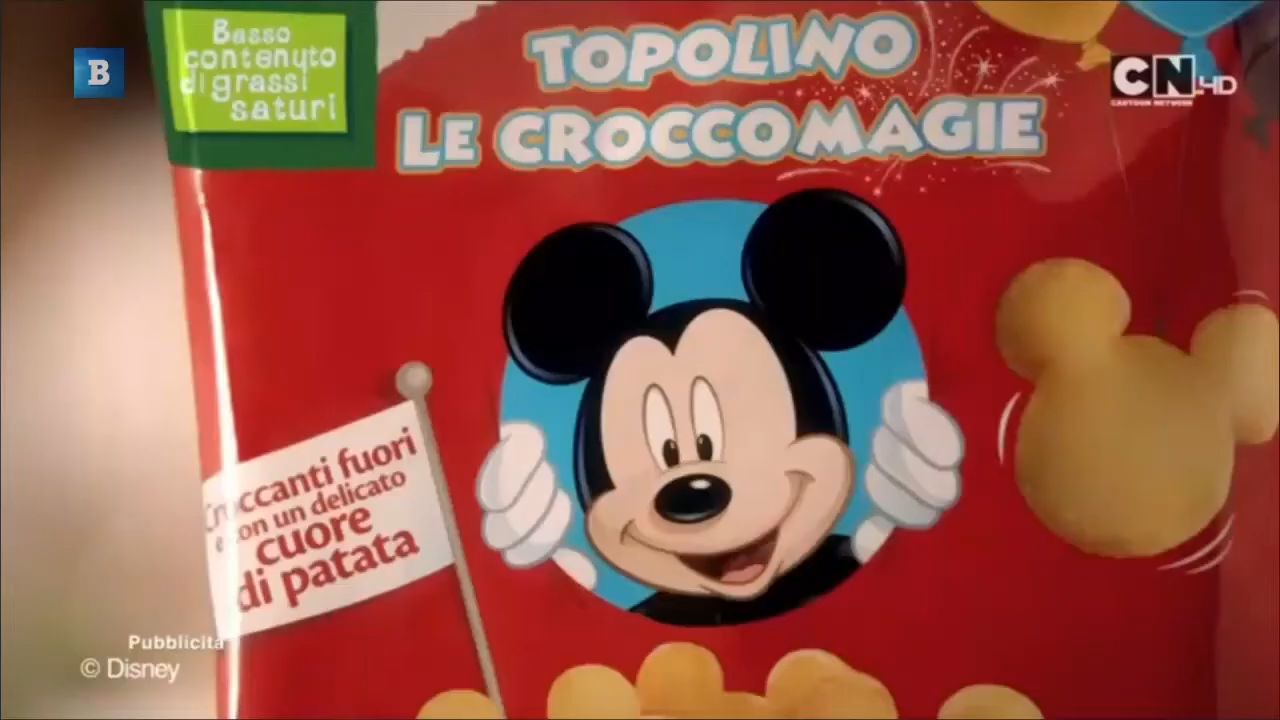 Basso
contenuto
di grassi
saturi
TOPOLINO
LE CROCCOMAGIE
B
CN HD
CARTOON NETWORK
Croccanti fuori
e con un delicato
cuore
di patata
Pubblicità
© Disney